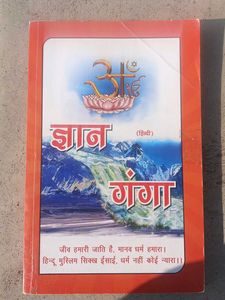 ज्ञान
(हिन्दी)
गंगा
जीव हमारी जाति है, मानव धर्म हमारा।
हिन्दू मुस्लिम सिक्ख ईसाई, धर्म नहीं कोई न्यारा।।